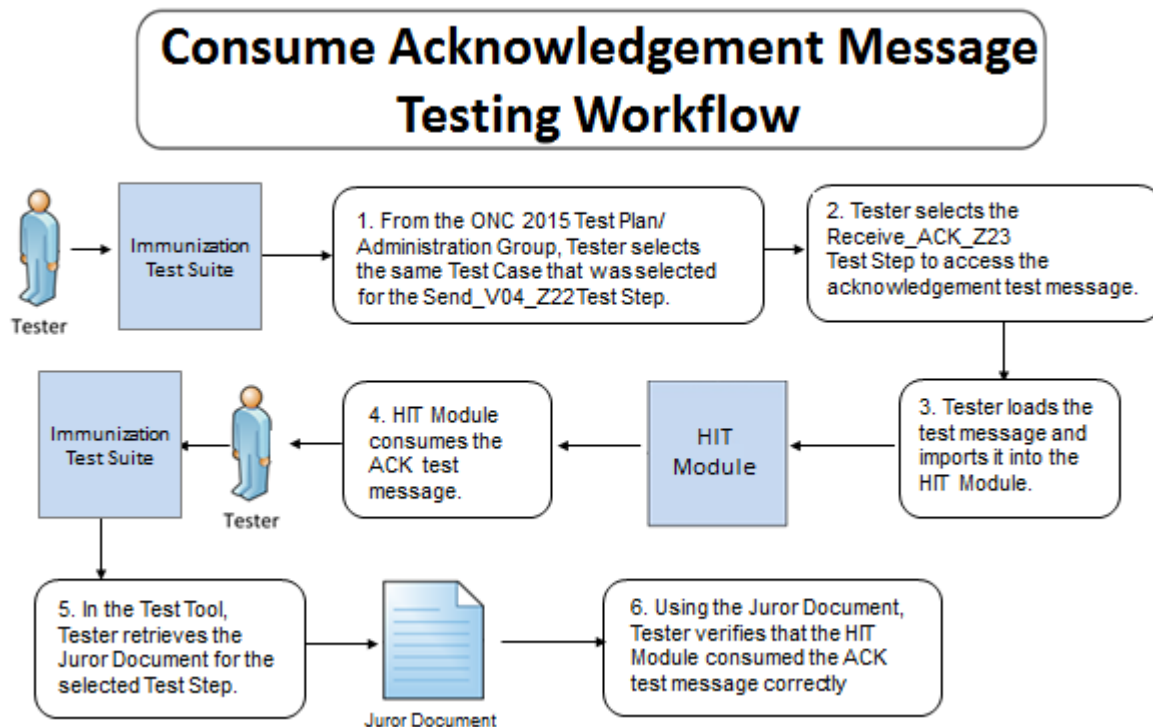 Consume Acknowledgement Message
Testing Workflow
Tester
Immunization
Test Suite
1. From the ONC 2015 Test Plan/
Administration Group, Tester selects
the same Test Case that was selected
for the Send_V04_Z22 Test Step.
2. Tester selects the
Receive_ACK_Z23
Test Step to access the
acknowledgement test message.
3. Tester loads the
test message and
imports it into the
HIT Module.
HIT
Module
4. HIT Module
consumes the
ACK test
message.
Tester
Immunization
Test Suite
5. In the Test Tool,
Tester retrieves the
Juror Document for the
selected Test Step.
Juror Document
6. Using the Juror Document,
Tester verifies that the HIT
Module consumed the ACK
test message correctly